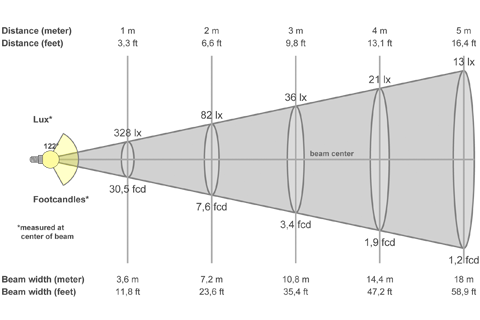 Distance (meter) 1 m 2 m 3 m 4 m 5 m
Distance (feet) 3,3 ft 6,6 ft 9,8 ft 13,1 ft 16,4 ft
13 lx
21 lx
36 lx
82 lx
328 lx
Lux*
122°
beam center
30,5 fcd
7,6 fcd
3,4 fcd
1,9 fcd
1,2 fcd
Footcandles*
*measured at
center of beam
Beam width (meter) 3,6 m 7,2 m 10,8 m 14,4 m 18 m
Beam width (feet) 11,8 ft 23,6 ft 35,4 ft 47,2 ft 58,9 ft